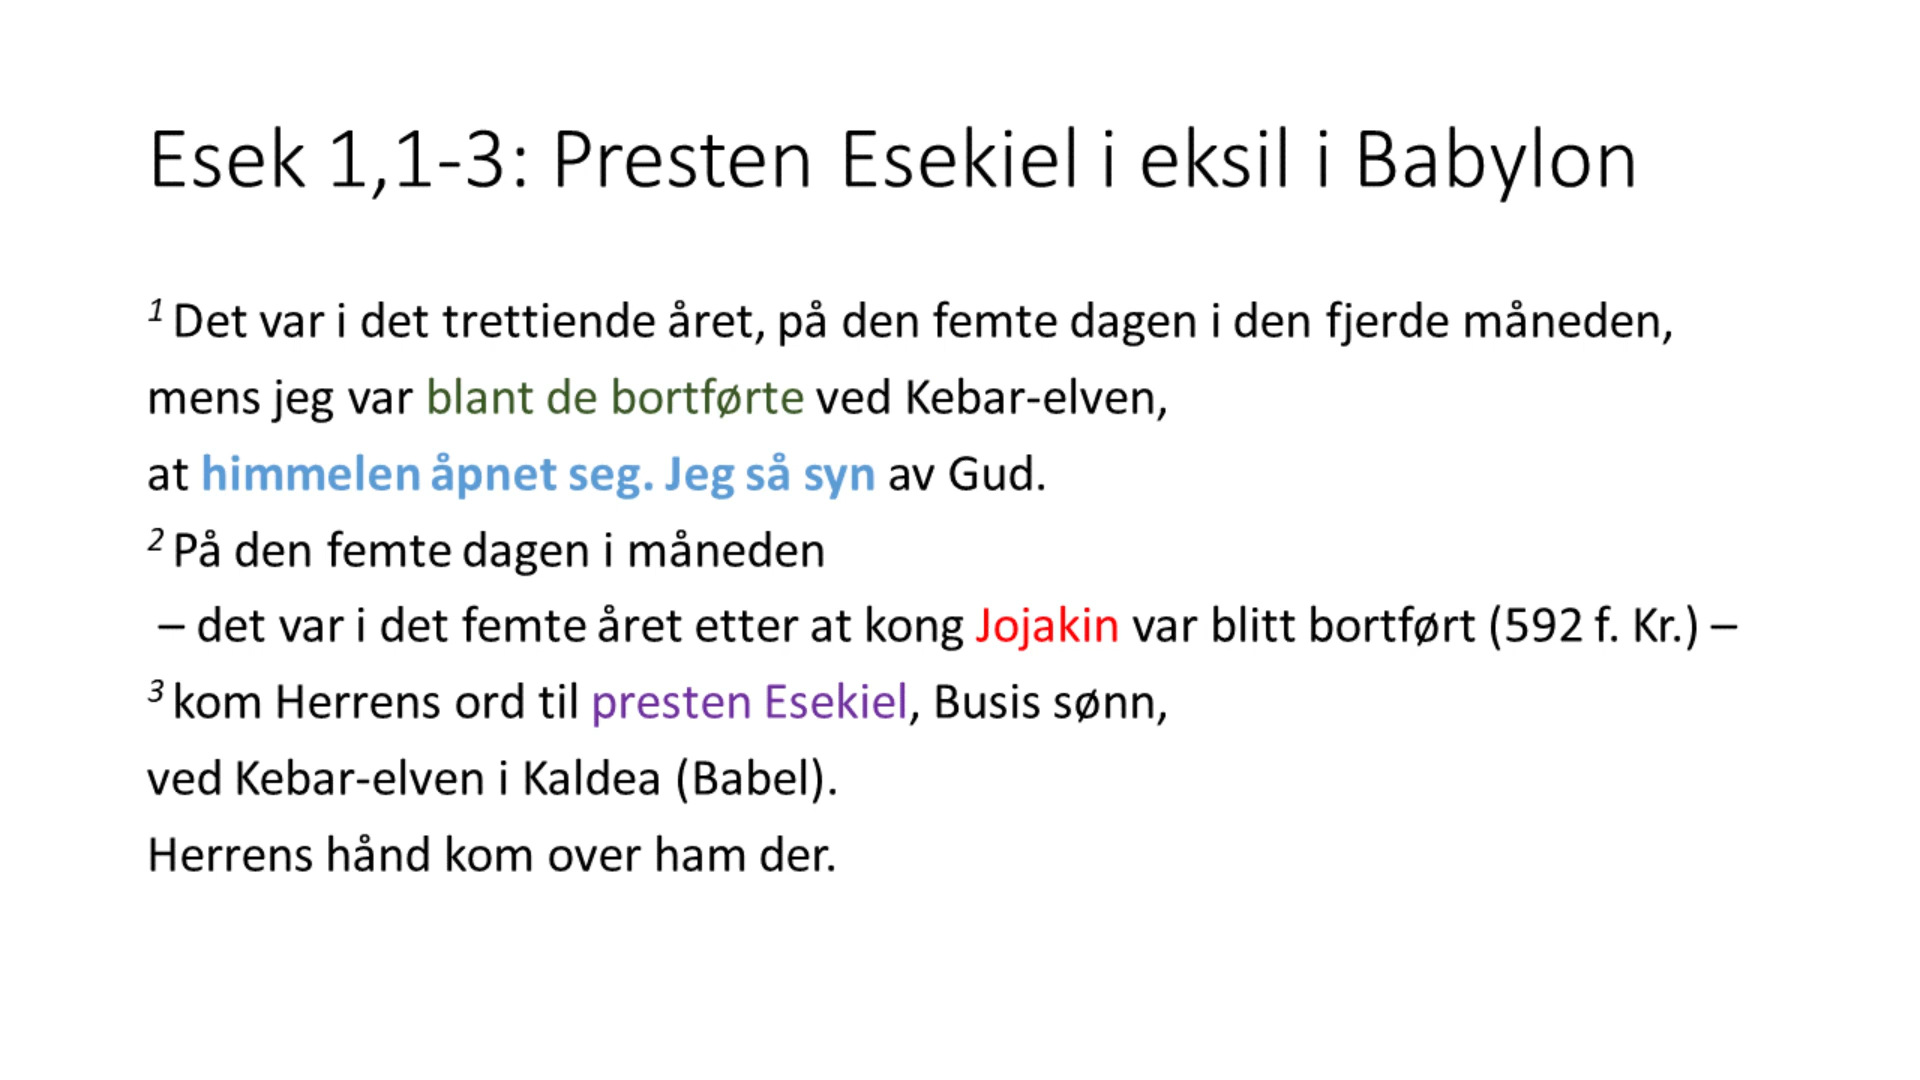 Esek 1,1-3: Presten Esekiel i eksil i Babylon
1 Det var i det trettiende året, på den femte dagen i den fjerde måneden,
mens jeg var blant de bortførte ved Kebar-elven,
at himmelen åpnet seg. Jeg så syn av Gud.
2 På den femte dagen i måneden
– det var i det femte året etter at kong Jojakin var blitt bortført (592 f. Kr.) –
3 kom Herrens ord til presten Esekiel, Busis sønn,
ved Kebar-elven i Kaldea (Babel).
Herrens hånd kom over ham der.